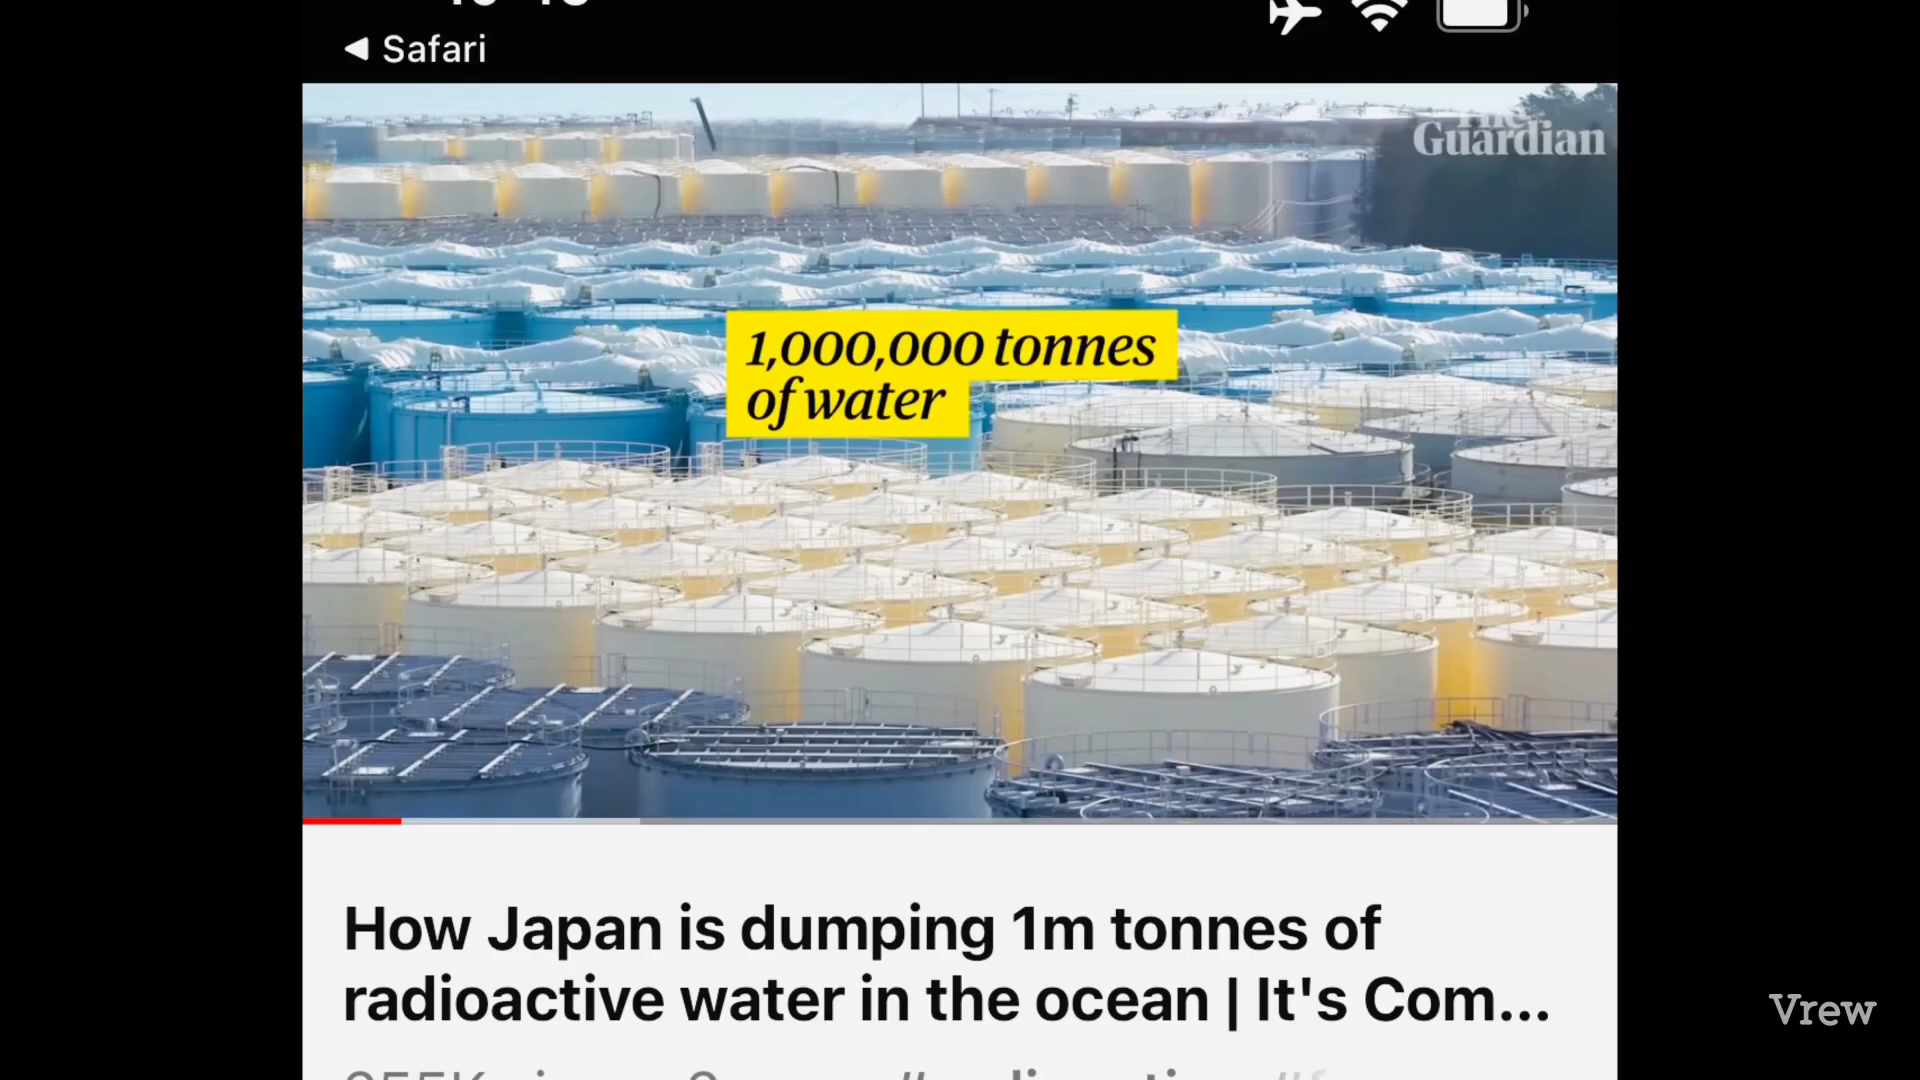 Safari
The
Guardian
1,000,000 tonnes
of water
How Japan is dumping 1m tonnes of
radioactive water in the ocean | It's Com...
Vrew